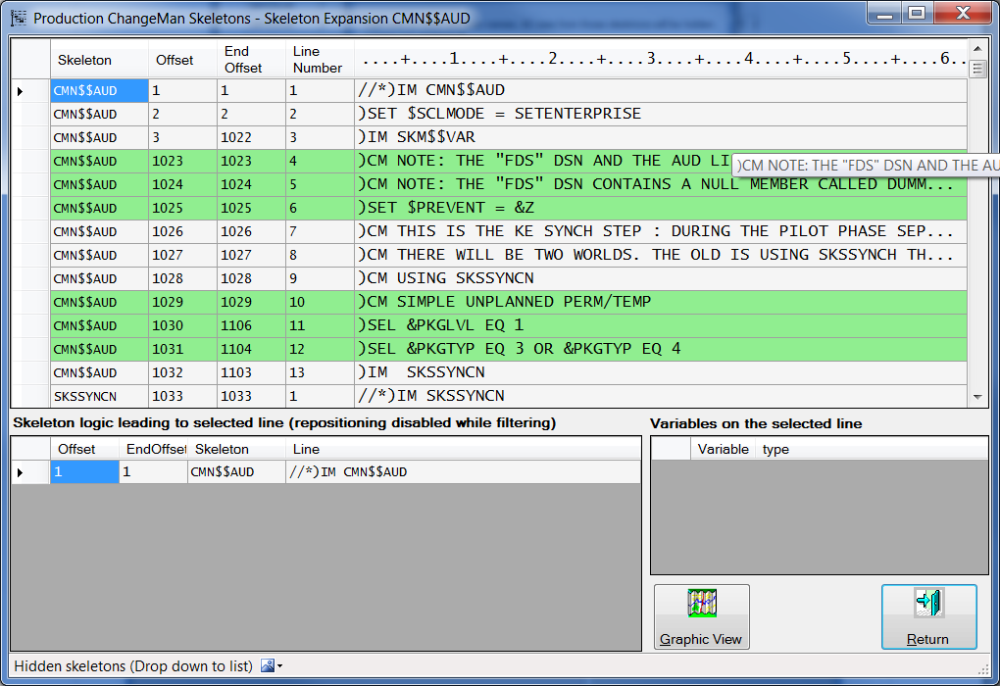 Production ChangeMan Skeletons - Skeleton Expansion CMN$$AUD
Skeleton Offset End Offset Line Number ....+....1....+....2....+....3....+....4....+....5....+....6..
CMN$$AUD 1 1 1 //*)IM CMN$$AUD
CMN$$AUD 2 2 2 )SET $SCLMODE = SETENTERPRISE
CMN$$AUD 3 1022 3 )IM SKM$$VAR
CMN$$AUD 1023 1023 4 )CM NOTE: THE "FDS" DSN AND THE AUD LI
)CM NOTE: THE "FDS" DSN AND THE AU
CMN$$AUD 1024 1024 5 )CM NOTE: THE "FDS" DSN CONTAINS A NULL MEMBER CALLED DUMM...
CMN$$AUD 1025 1025 6 )SET $PREVENT = &Z
CMN$$AUD 1026 1026 7 )CM THIS IS THE KE SYNCH STEP : DURING THE PILOT PHASE SEP...
CMN$$AUD 1027 1027 8 )CM THERE WILL BE TWO WORLDS. THE OLD IS USING SKSSYNCH TH...
CMN$$AUD 1028 1028 9 )CM USING SKSSYNCN
CMN$$AUD 1029 1029 10 )CM SIMPLE UNPLANNED PERM/TEMP
CMN$$AUD 1030 1106 11 )SEL &PKGLVL EQ 1
CMN$$AUD 1031 1104 12 )SEL &PKGTYP EQ 3 OR &PKGTYP EQ 4
CMN$$AUD 1032 1103 13 )IM  SKSSYNCN
SKSSYNCN 1033 1033 1 //*)IM SKSSYNCN
Skeleton logic leading to selected line (repositioning disabled while filtering)
Offset EndOffset Skeleton Line
1 1 CMN$$AUD //*)IM CMN$$AUD
Variables on the selected line
Variable type
Graphic View
Return
Hidden skeletons (Drop down to list)